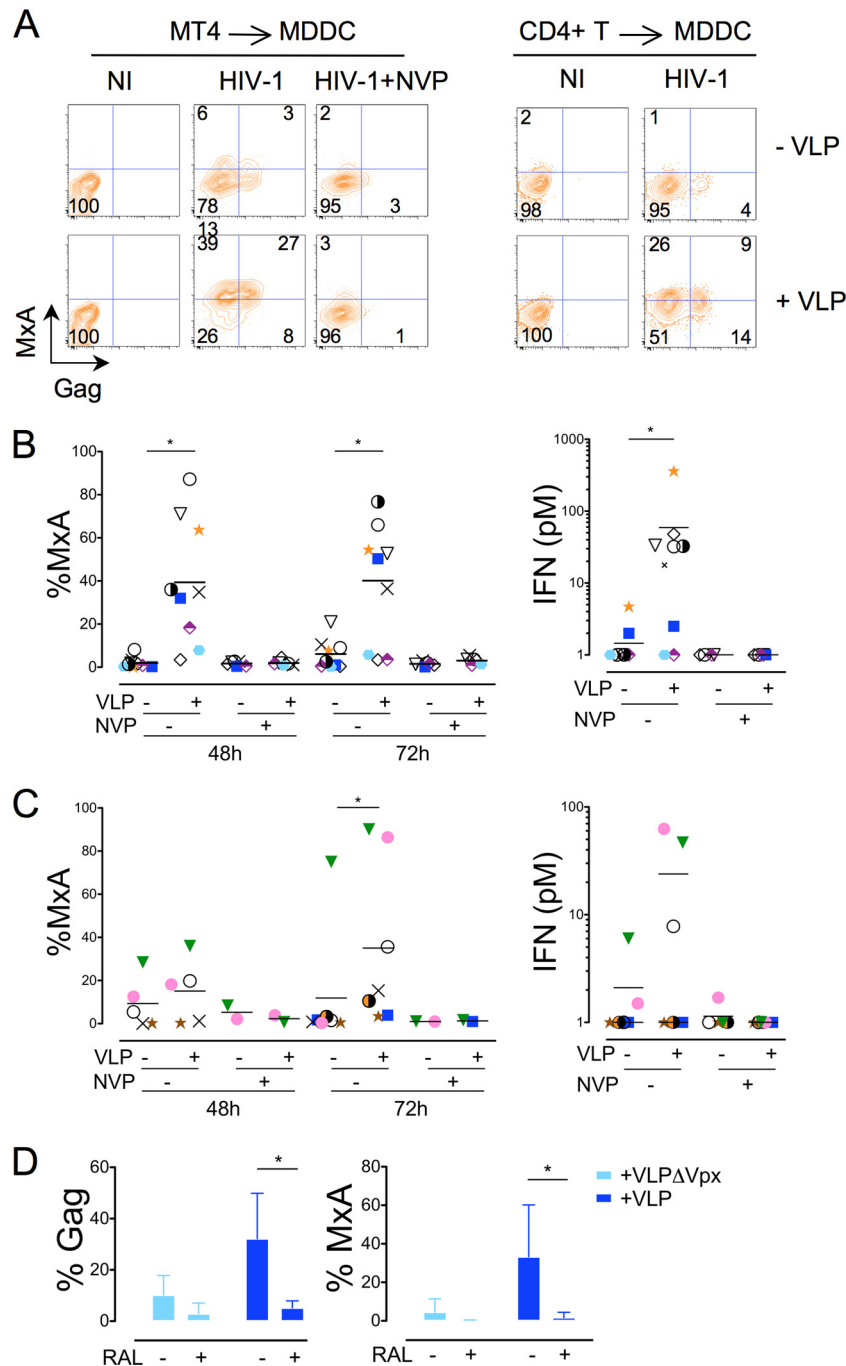 A
MT4 → MDDC
CD4+ T → MDDC
NI HIV-1 HIV-1+NVP
NI HIV-1
6 3 2
2 1
- VLP
100 78 95 3
98 95 4
13
39 27 3
26 9
+ VLP
100 26 8 96 1
100 51 14
MxA
Gag
B
* *
*
100
80
60
40
20
0
%MxA
1000
100
10
1
IFN (pM)
VLP - + - + - + - +
NVP - + - +
48h 72h
VLP - + - +
NVP - +
C
*
100
80
60
40
20
0
%MxA
100
10
1
IFN (pM)
VLP - + - + - + - +
NVP - + - +
48h 72h
VLP - + - +
NVP - +
D
60
40
20
0
% Gag
*
80
60
40
20
0
% MxA
*
+VLPΔVpx
+VLP
RAL - + - +
RAL - + - +